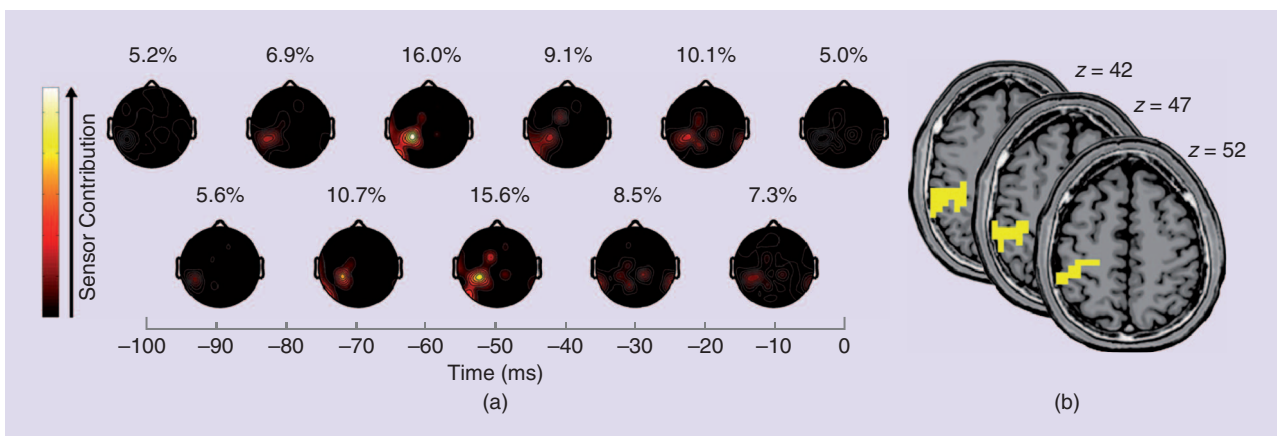 5.2% 6.9% 16.0% 9.1% 10.1% 5.0%
5.6% 10.7% 15.6% 8.5% 7.3%
Sensor Contribution
–100 –90 –80 –70 –60 –50 –40 –30 –20 –10 0
Time (ms)
(a)
z = 42
z = 47
z = 52
(b)